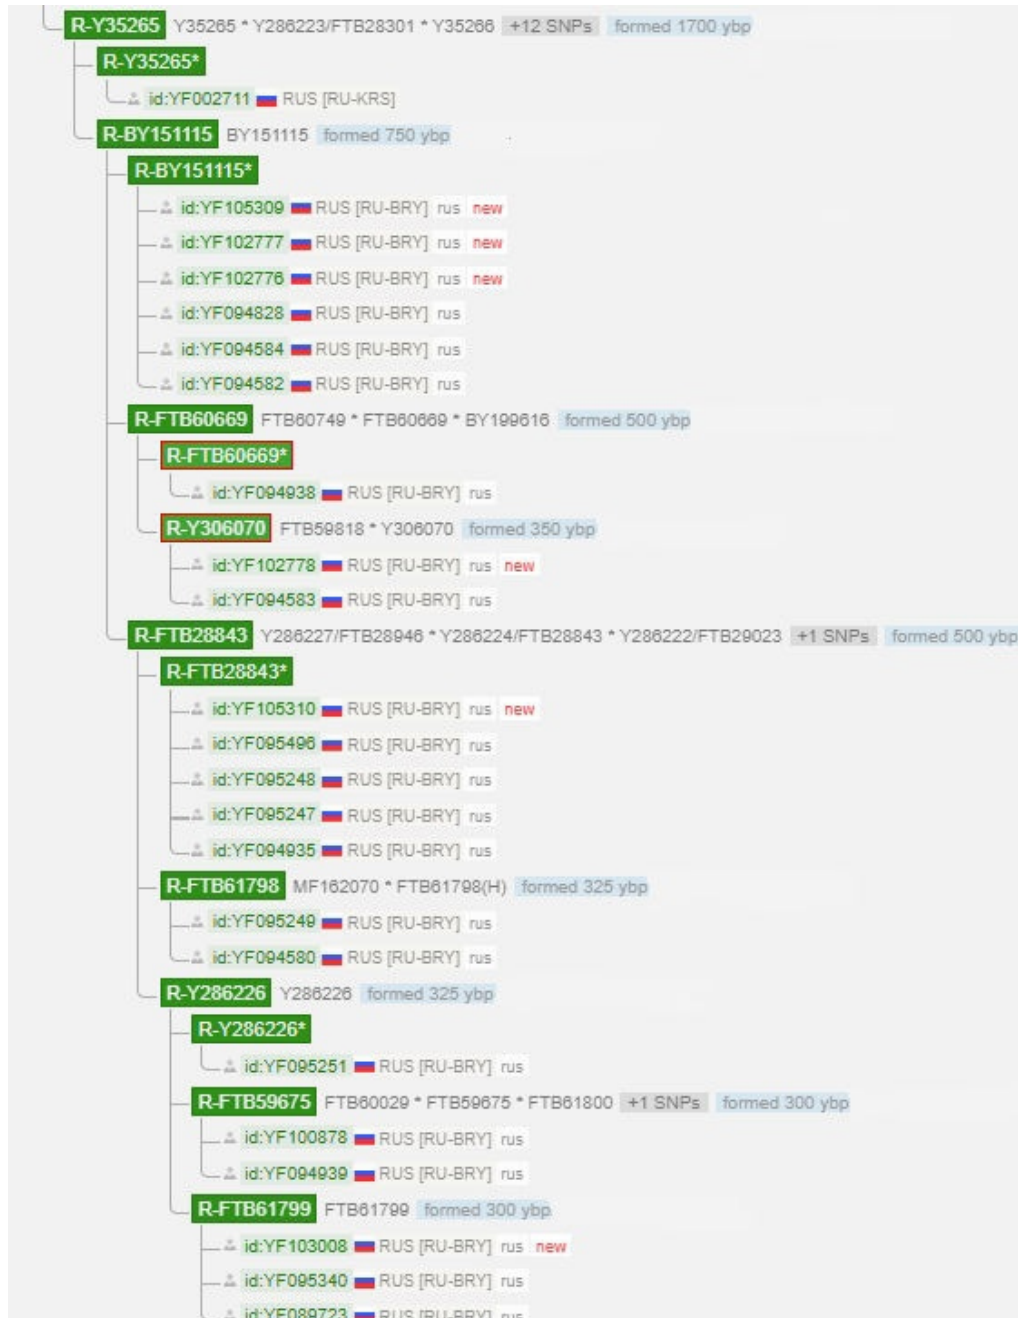 R-Y35265 Y35265 * Y286223/FTB28301 * Y35266 +12 SNPs formed 1700 ybp
R-Y35265*
id:YF002711 RUS [RU-KRS]
R-BY151115 BY151115 formed 750 ybp
R-BY151115*
id:YF105309 RUS [RU-BRY] rus new
id:YF102777 RUS [RU-BRY] rus new
id:YF102776 RUS [RU-BRY] rus new
id:YF094828 RUS [RU-BRY] rus
id:YF094584 RUS [RU-BRY] rus
id:YF094582 RUS [RU-BRY] rus
R-FTB60669 FTB60749 * FTB60669 * BY199616 formed 500 ybp
R-FTB60669*
id:YF094938 RUS [RU-BRY] rus
R-Y306070 FTB59818 * Y306070 formed 350 ybp
id:YF102778 RUS [RU-BRY] rus new
id:YF094583 RUS [RU-BRY] rus
R-FTB28843 Y286227/FTB28946 * Y286224/FTB28843 * Y286222/FTB29023 +1 SNPs formed 500 ybp
R-FTB28843*
id:YF105310 RUS [RU-BRY] rus new
id:YF095496 RUS [RU-BRY] rus
id:YF095248 RUS [RU-BRY] rus
id:YF095247 RUS [RU-BRY] rus
id:YF094935 RUS [RU-BRY] rus
R-FTB61798 MF162070 * FTB61798(H) formed 325 ybp
id:YF095249 RUS [RU-BRY] rus
id:YF094580 RUS [RU-BRY] rus
R-Y286226 Y286226 formed 325 ybp
R-Y286226*
id:YF095251 RUS [RU-BRY] rus
R-FTB59675 FTB60029 * FTB59675 * FTB61800 +1 SNPs formed 300 ybp
id:YF100878 RUS [RU-BRY] rus
id:YF094939 RUS [RU-BRY] rus
R-FTB61799 FTB61799 formed 300 ybp
id:YF103008 RUS [RU-BRY] rus new
id:YF095340 RUS [RU-BRY] rus
id:YF089723 RUS [RU-BRY] rus